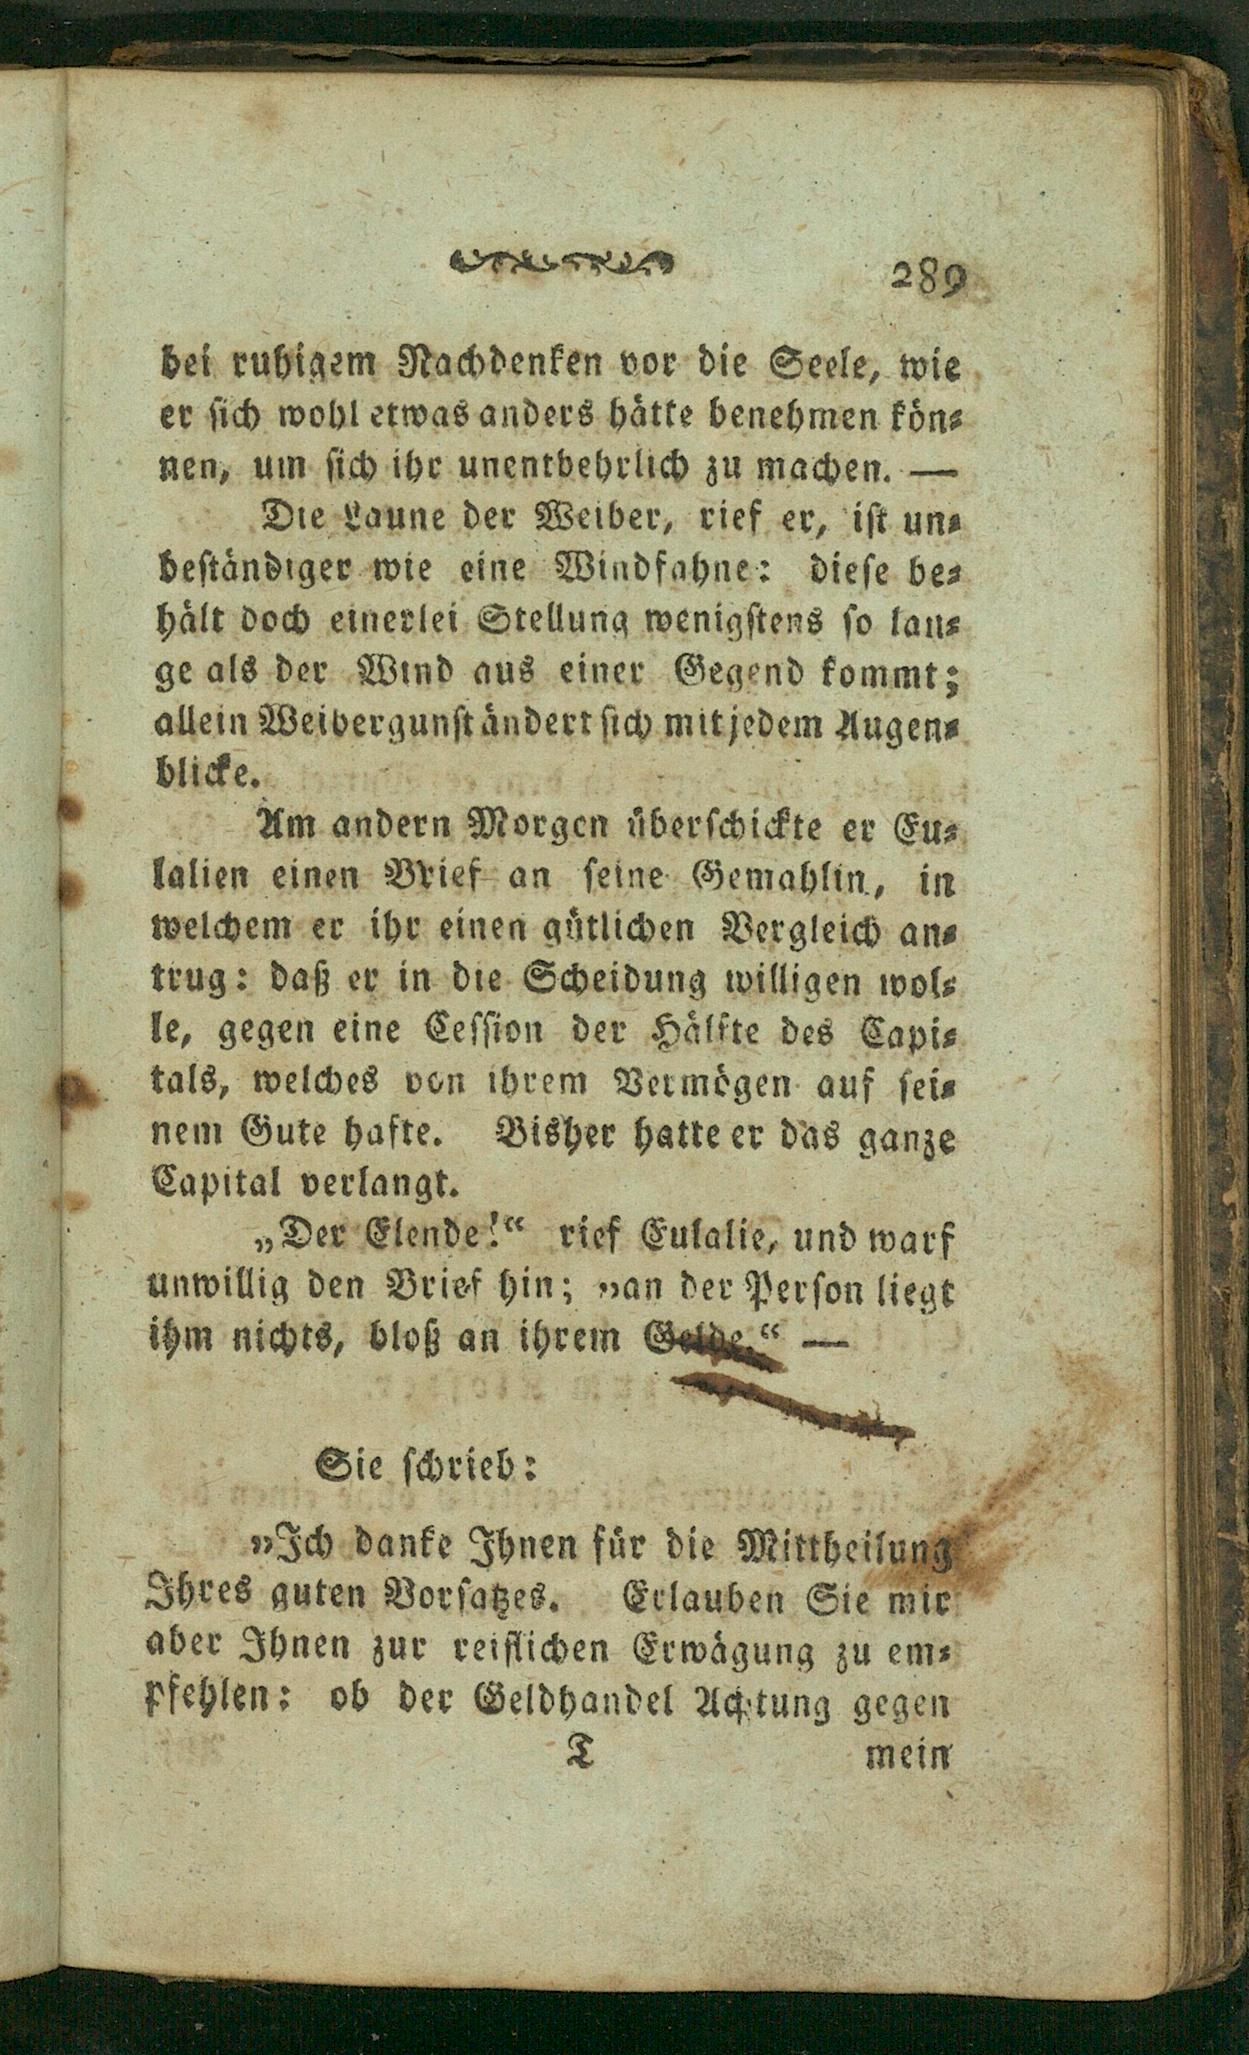 289
bei ruhigem Nachdenken vor die Seele, wie
er sich wohl etwas anders hätte benehmen kön-
nen, um sich ihr unentbehrlich zu machen. —
Die Laune der Weiber, rief er, ist un-
beständiger wie eine Windfahne: diese be-
hält doch einerlei Stellung wenigstens so lan-
ge als der Wind aus einer Gegend kommt;
allein Weibergunst ändert sich mit jedem Augen-
blicke.
Am andern Morgen überschickte er Eu-
lalien einen Brief an seine Gemahlin, in
welchem er ihr einen gütlichen Vergleich an-
trug: daß er in die Scheidung willigen wol-
le, gegen eine Cession der Hälfte des Capi-
tals, welches von ihrem Vermögen auf sei-
nem Gute hafte. Bisher hatte er das ganze
Capital verlangt.
„Der Elende!“ rief Eulalie, und warf
unwillig den Brief hin; „an der Person liegt
ihm nichts, bloß an ihrem Gelde.“ —
Sie schrieb:
„Ich danke Ihnen für die Mittheilung
Ihres guten Vorsatzes. Erlauben Sie mir
aber Ihnen zur reiflichen Erwägung zu em-
pfehlen: ob der Geldhandel Achtung gegen
T mein